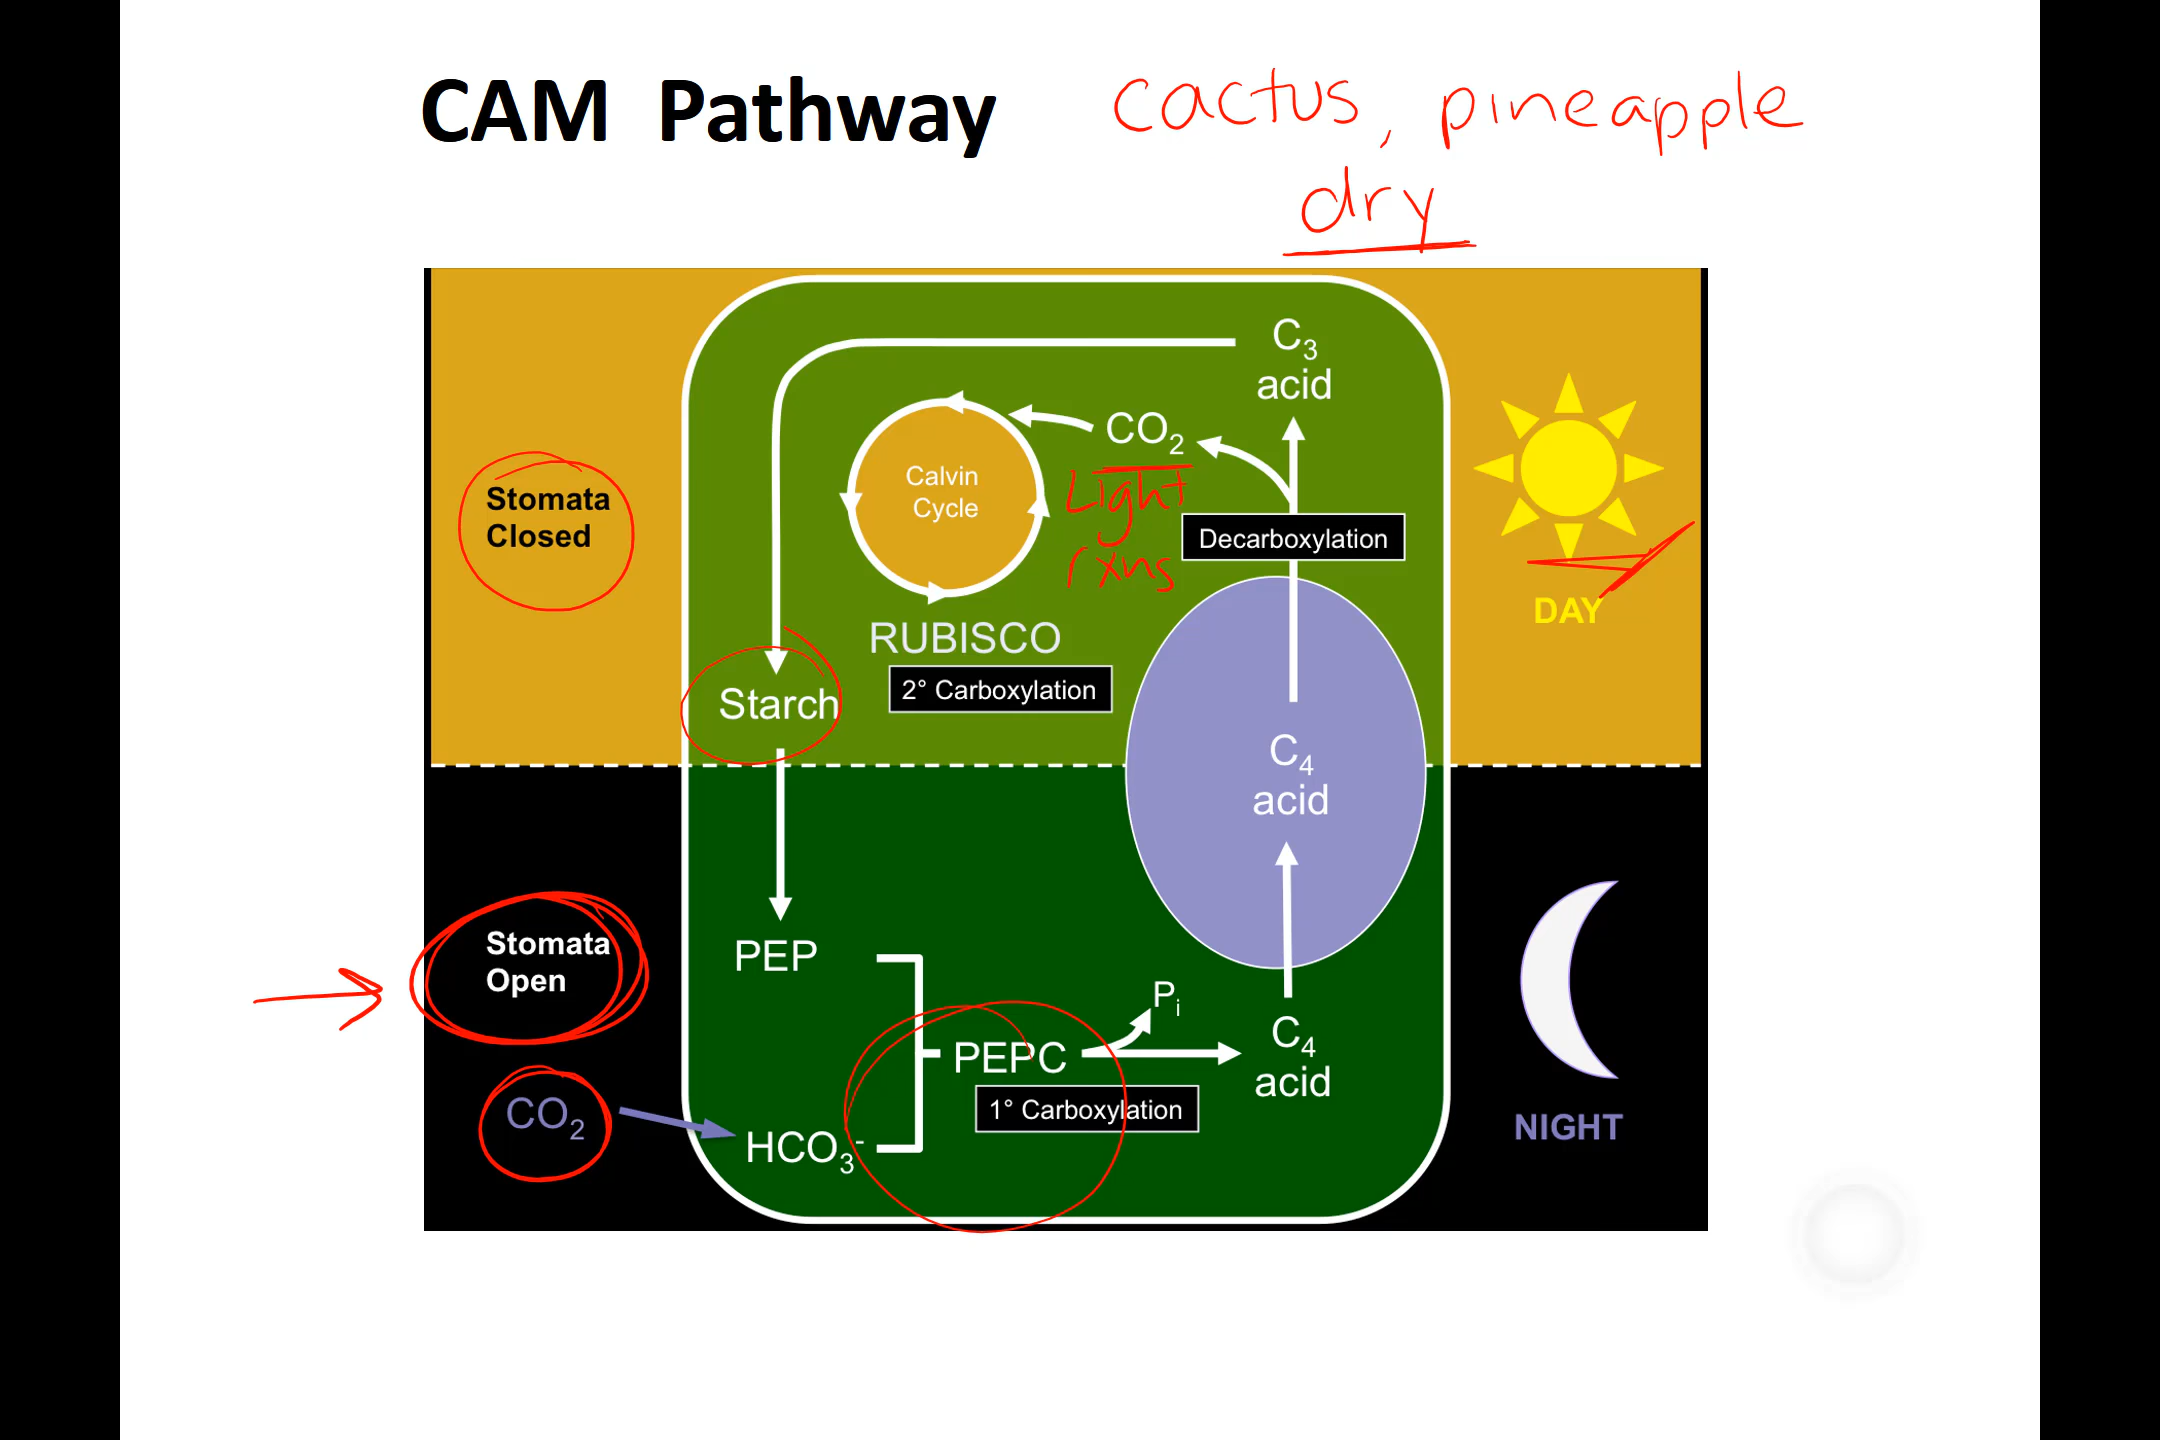 CAM Pathway
cactus, pineapple
dry
C3
acid
CO2
Calvin
Cycle
Light
rxns
Decarboxylation
Stomata
Closed
DAY
RUBISCO
2° Carboxylation
Starch
C4
acid
Stomata
Open
PEP
Pi
PEPC
C4
acid
1° Carboxylation
CO2
HCO3-
NIGHT